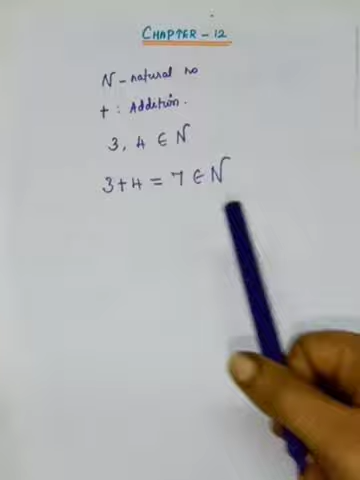 CHAPTER - 12
N - natural no
+ : Addition.
3, 4 ∈ N
3+4 = 7 ∈ N